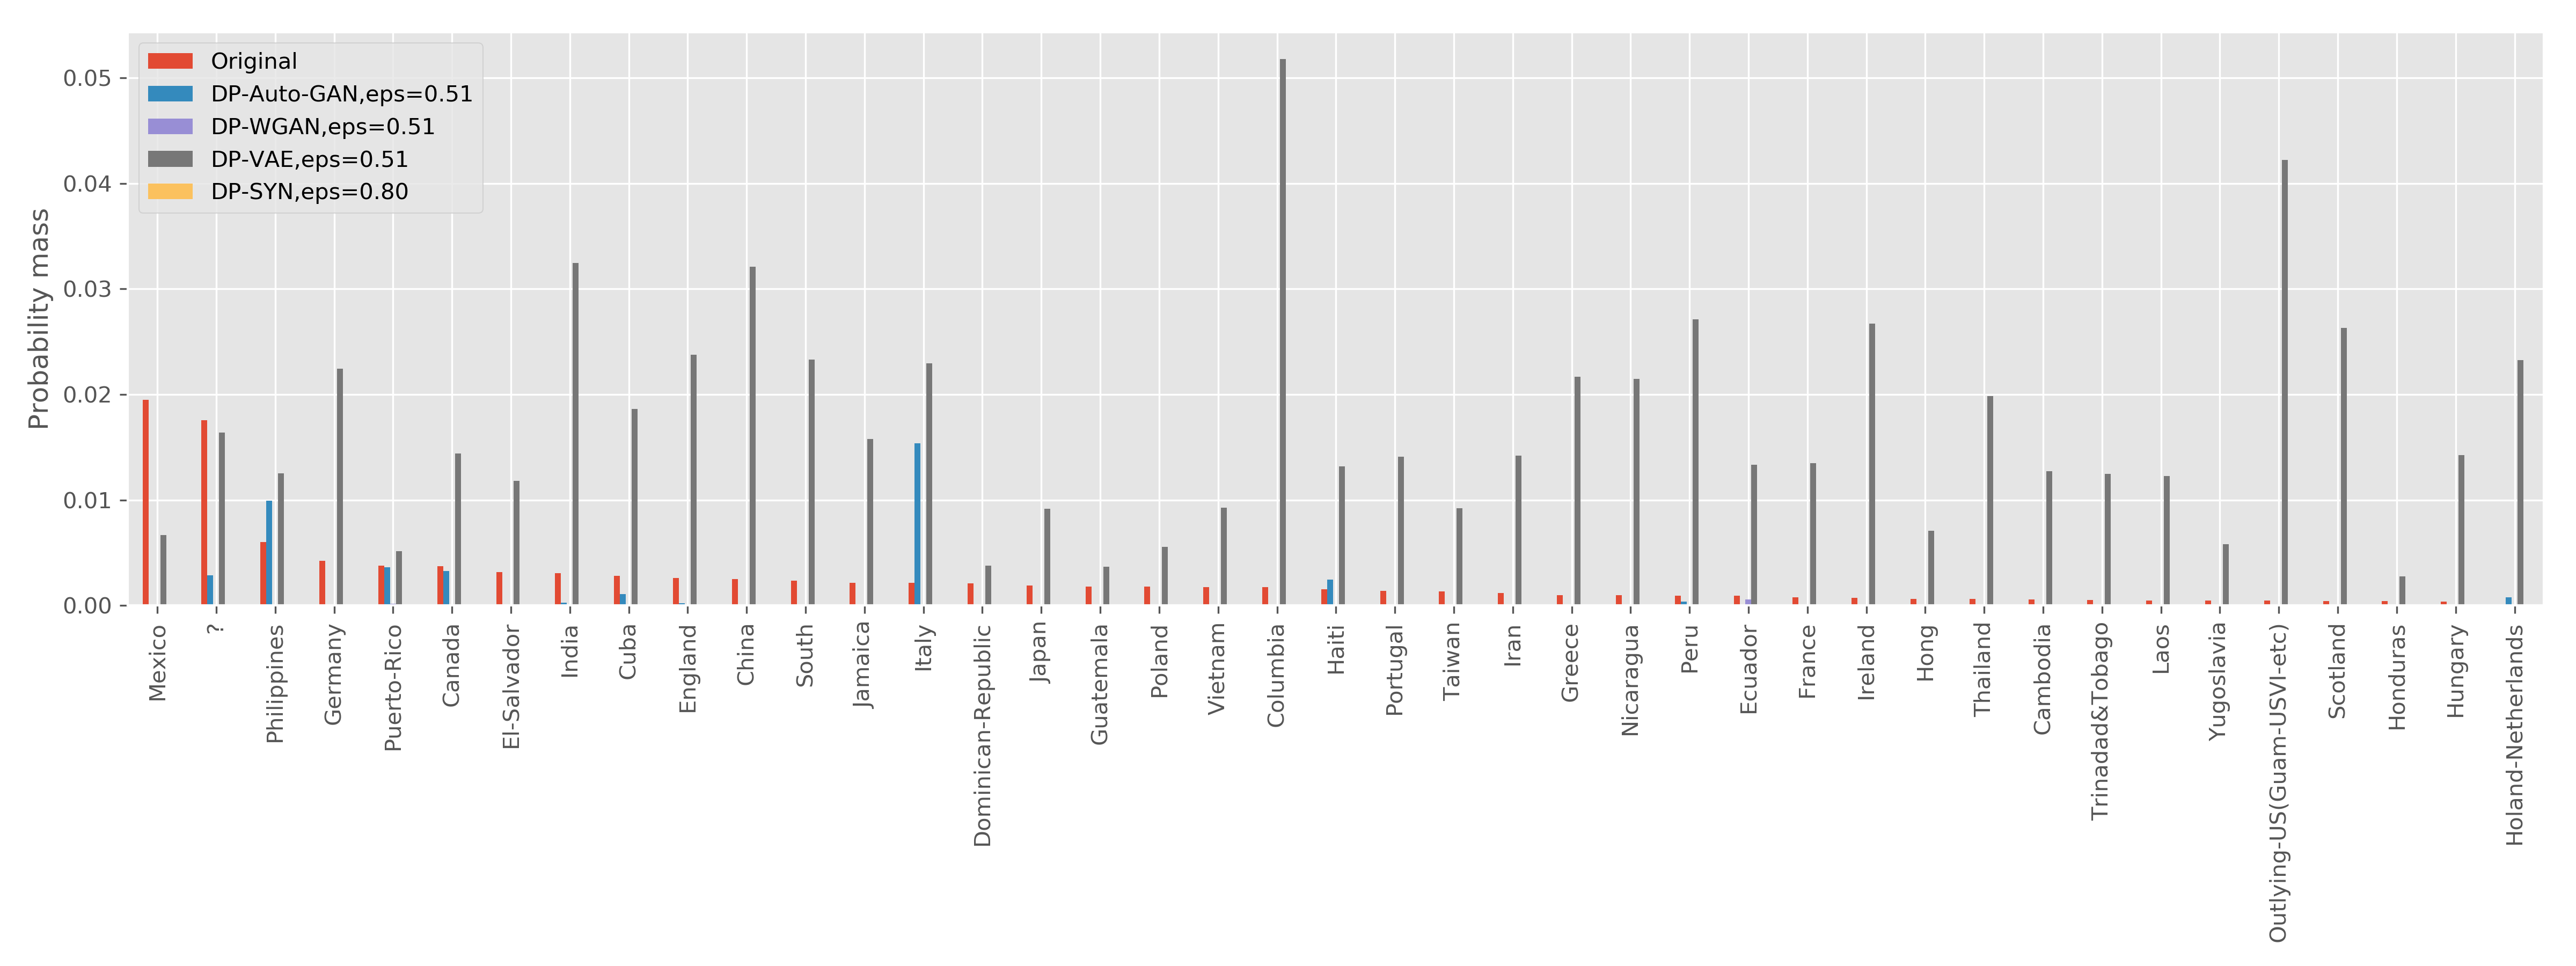 Original
DP-Auto-GAN,eps=0.51
DP-WGAN,eps=0.51
DP-VAE,eps=0.51
DP-SYN,eps=0.80
Probability mass
0.05
0.04
0.03
0.02
0.01
0.00
Mexico
?
Philippines
Germany
Puerto-Rico
Canada
El-Salvador
India
Cuba
England
China
South
Jamaica
Italy
Dominican-Republic
Japan
Guatemala
Poland
Vietnam
Columbia
Haiti
Portugal
Taiwan
Iran
Greece
Nicaragua
Peru
Ecuador
France
Ireland
Hong
Thailand
Cambodia
Trinadad&Tobago
Laos
Yugoslavia
Outlying-US(Guam-USVI-etc)
Scotland
Honduras
Hungary
Holand-Netherlands